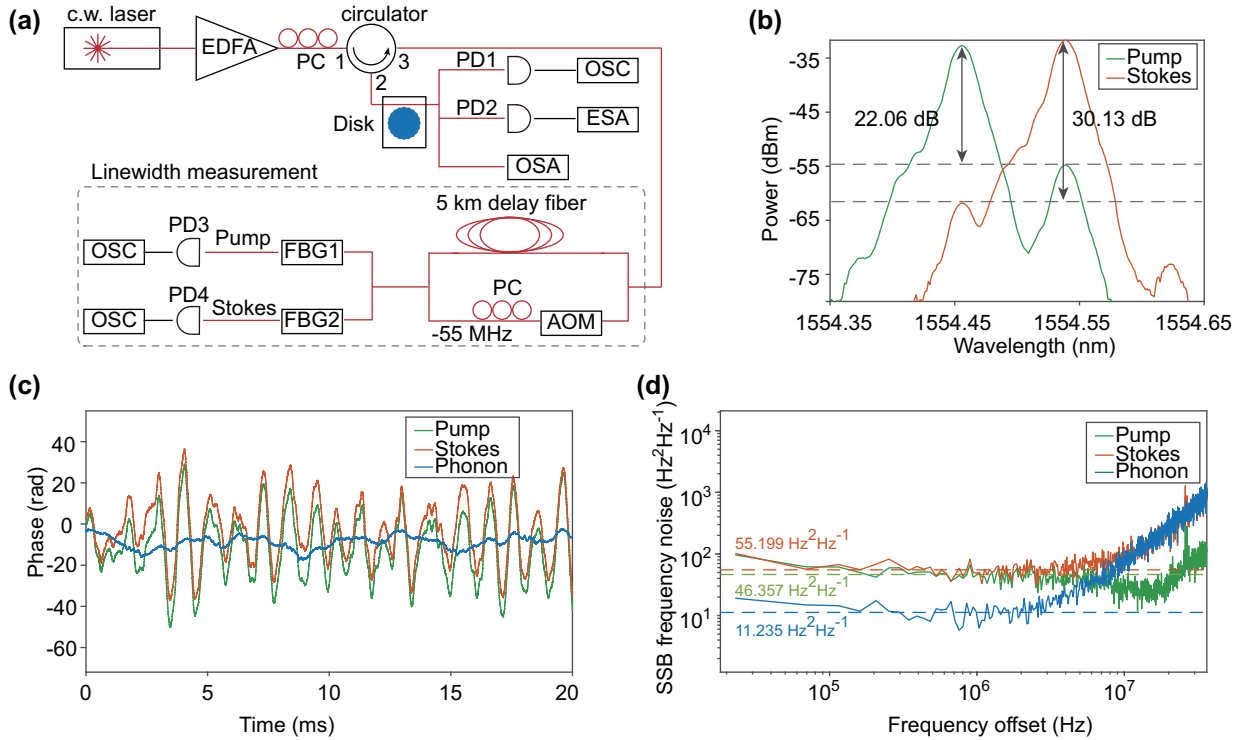 (a)
c.w. laser
EDFA
PC
circulator
1
2
3
Disk
PD1
OSC
PD2
ESA
OSA
Linewidth measurement
5 km delay fiber
PD3
OSC
Pump
FBG1
PD4
OSC
Stokes
FBG2
PC
-55 MHz
AOM
(b)
Power (dBm)
-35
-45
-55
-65
-75
22.06 dB
30.13 dB
Pump
Stokes
1554.35
1554.45
1554.55
1554.65
Wavelength (nm)
(c)
Phase (rad)
40
20
0
-20
-40
-60
Pump
Stokes
Phonon
0
5
10
15
20
Time (ms)
(d)
SSB frequency noise (Hz²Hz⁻¹)
10⁴
10³
10²
10¹
Pump
Stokes
Phonon
55.199 Hz²Hz⁻¹
46.357 Hz²Hz⁻¹
11.235 Hz²Hz⁻¹
10⁵
10⁶
10⁷
Frequency offset (Hz)